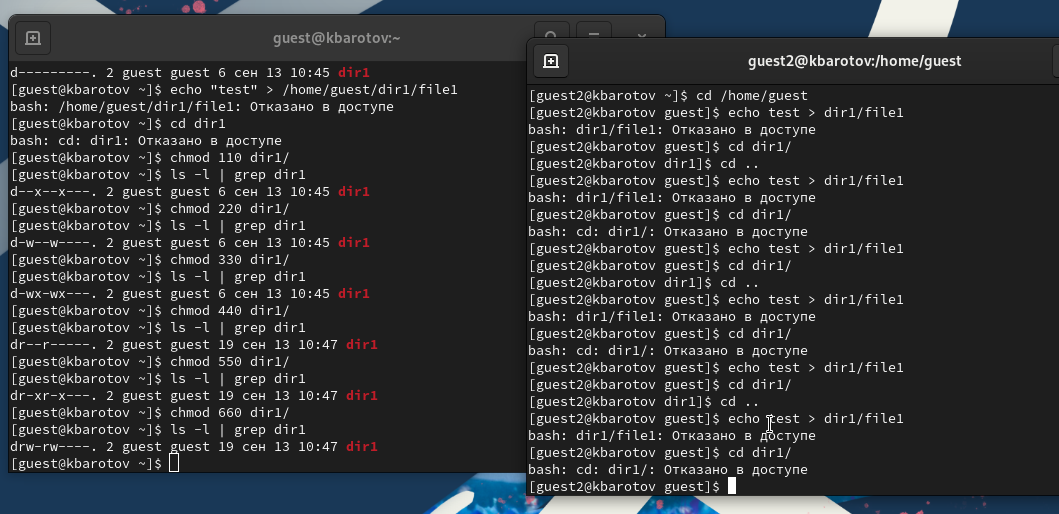 guest@kbarotov:~
d---------. 2 guest guest 6 сен 13 10:45 dir1
[guest@kbarotov ~]$ echo "test" > /home/guest/dir1/file1
bash: /home/guest/dir1/file1: Отказано в доступе
[guest@kbarotov ~]$ cd dir1
bash: cd: dir1: Отказано в доступе
[guest@kbarotov ~]$ chmod 110 dir1/
[guest@kbarotov ~]$ ls -l | grep dir1
d--x--x---. 2 guest guest 6 сен 13 10:45 dir1
[guest@kbarotov ~]$ chmod 220 dir1/
[guest@kbarotov ~]$ ls -l | grep dir1
d-w--w----. 2 guest guest 6 сен 13 10:45 dir1
[guest@kbarotov ~]$ chmod 330 dir1/
[guest@kbarotov ~]$ ls -l | grep dir1
d-wx-wx---. 2 guest guest 6 сен 13 10:45 dir1
[guest@kbarotov ~]$ chmod 440 dir1/
[guest@kbarotov ~]$ ls -l | grep dir1
dr--r-----. 2 guest guest 19 сен 13 10:47 dir1
[guest@kbarotov ~]$ chmod 550 dir1/
[guest@kbarotov ~]$ ls -l | grep dir1
dr-xr-x---. 2 guest guest 19 сен 13 10:47 dir1
[guest@kbarotov ~]$ chmod 660 dir1/
[guest@kbarotov ~]$ ls -l | grep dir1
drw-rw----. 2 guest guest 19 сен 13 10:47 dir1
[guest@kbarotov ~]$
guest2@kbarotov:/home/guest
[guest2@kbarotov ~]$ cd /home/guest
[guest2@kbarotov guest]$ echo test > dir1/file1
bash: dir1/file1: Отказано в доступе
[guest2@kbarotov guest]$ cd dir1/
[guest2@kbarotov dir1]$ cd ..
[guest2@kbarotov guest]$ echo test > dir1/file1
bash: dir1/file1: Отказано в доступе
[guest2@kbarotov guest]$ cd dir1/
bash: cd: dir1/: Отказано в доступе
[guest2@kbarotov guest]$ echo test > dir1/file1
[guest2@kbarotov guest]$ cd dir1/
[guest2@kbarotov dir1]$ cd ..
[guest2@kbarotov guest]$ echo test > dir1/file1
bash: dir1/file1: Отказано в доступе
[guest2@kbarotov guest]$ cd dir1/
bash: cd: dir1/: Отказано в доступе
[guest2@kbarotov guest]$ echo test > dir1/file1
[guest2@kbarotov guest]$ cd dir1/
[guest2@kbarotov dir1]$ cd ..
[guest2@kbarotov guest]$ echo test > dir1/file1
bash: dir1/file1: Отказано в доступе
[guest2@kbarotov guest]$ cd dir1/
bash: cd: dir1/: Отказано в доступе
[guest2@kbarotov guest]$